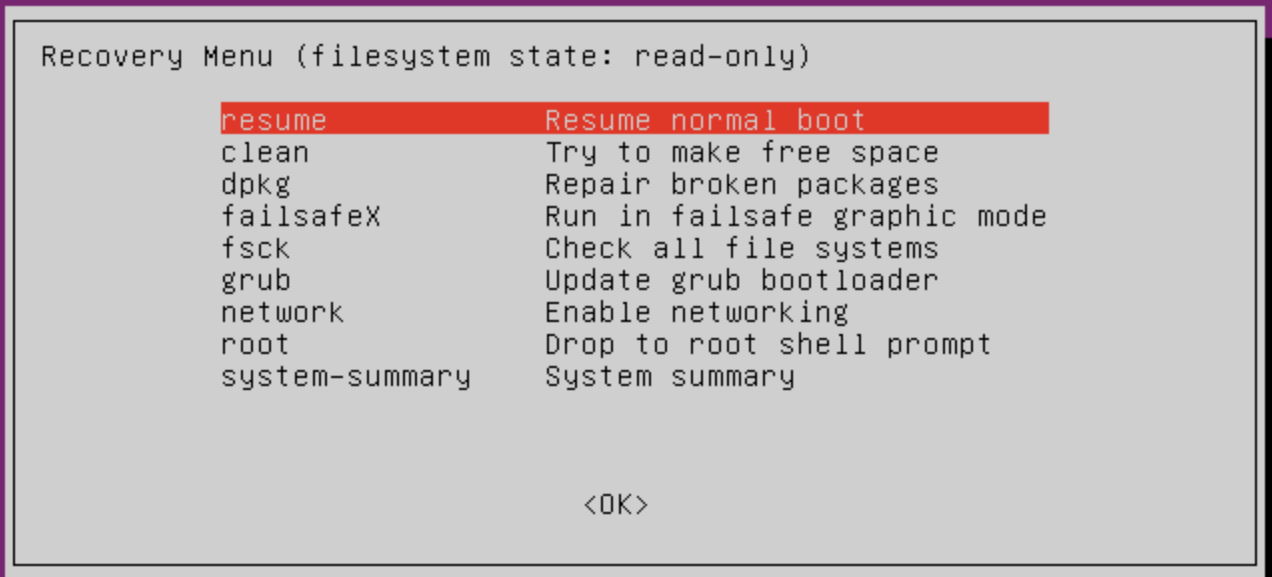 Recovery Menu (filesystem state: read-only)
resume Resume normal boot
clean Try to make free space
dpkg Repair broken packages
failsafeX Run in failsafe graphic mode
fsck Check all file systems
grub Update grub bootloader
network Enable networking
root Drop to root shell prompt
system-summary System summary
<OK>